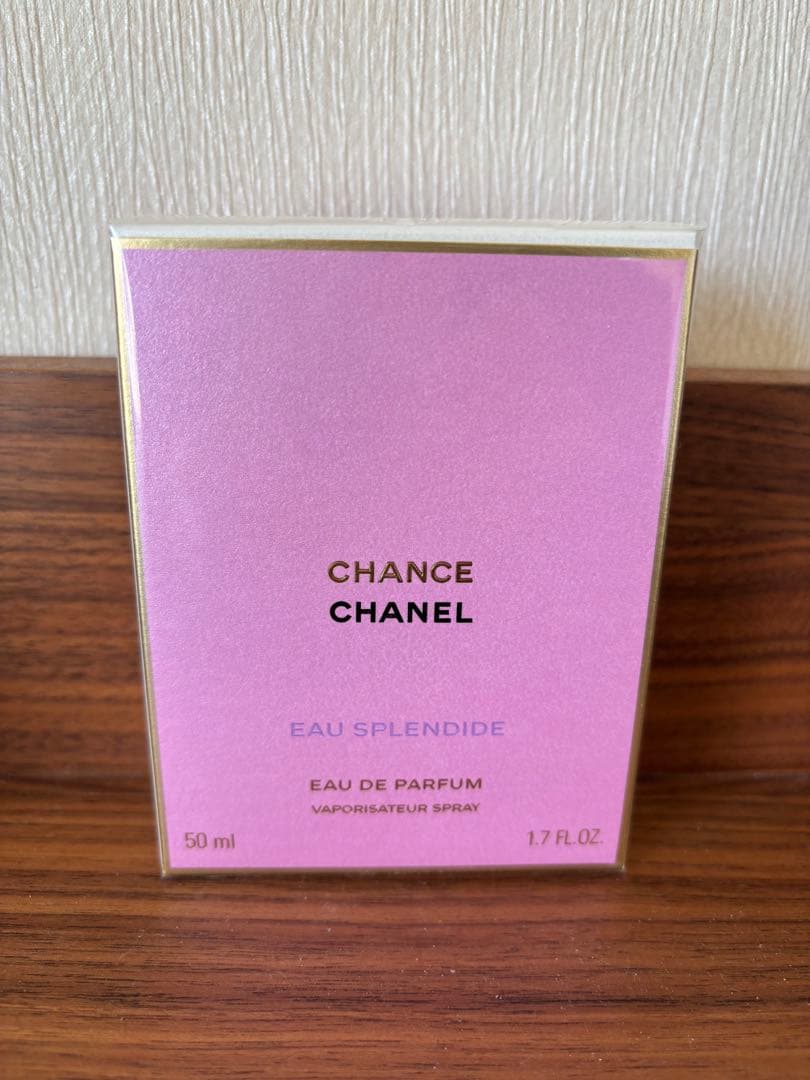 CHANCE
CHANEL
EAU SPLENDIDE
EAU DE PARFUM
VAPORISATEUR SPRAY
50 ml 1.7 FL.OZ.